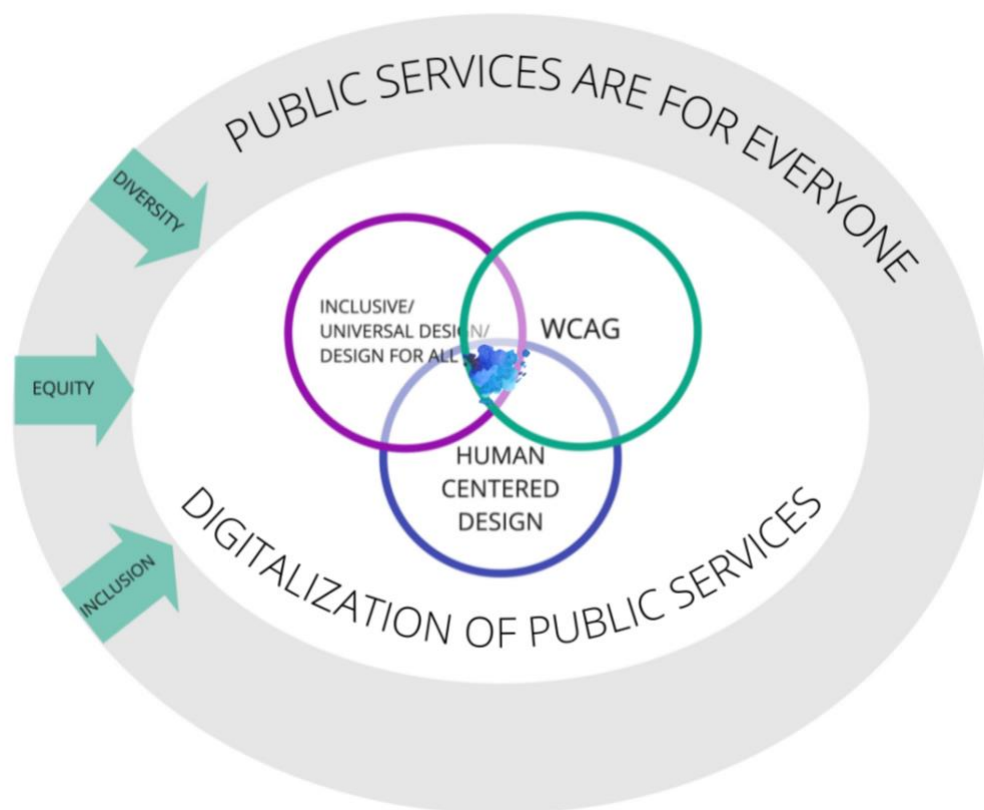 PUBLIC SERVICES ARE FOR EVERYONE
DIVERSITY
INCLUSIVE/
UNIVERSAL DESIGN/
DESIGN FOR ALL
WCAG
EQUITY
HUMAN
CENTERED
DESIGN
INCLUSION
DIGITALIZATION OF PUBLIC SERVICES